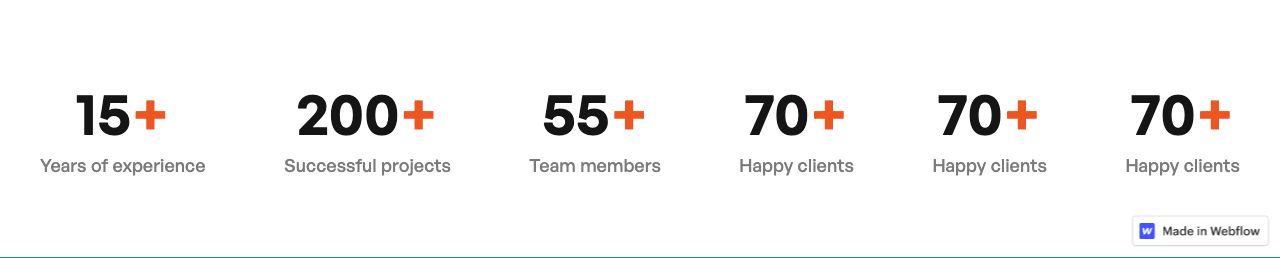 15+ 200+ 55+ 70+ 70+ 70+
Years of experience Successful projects Team members Happy clients Happy clients Happy clients
Made in Webflow